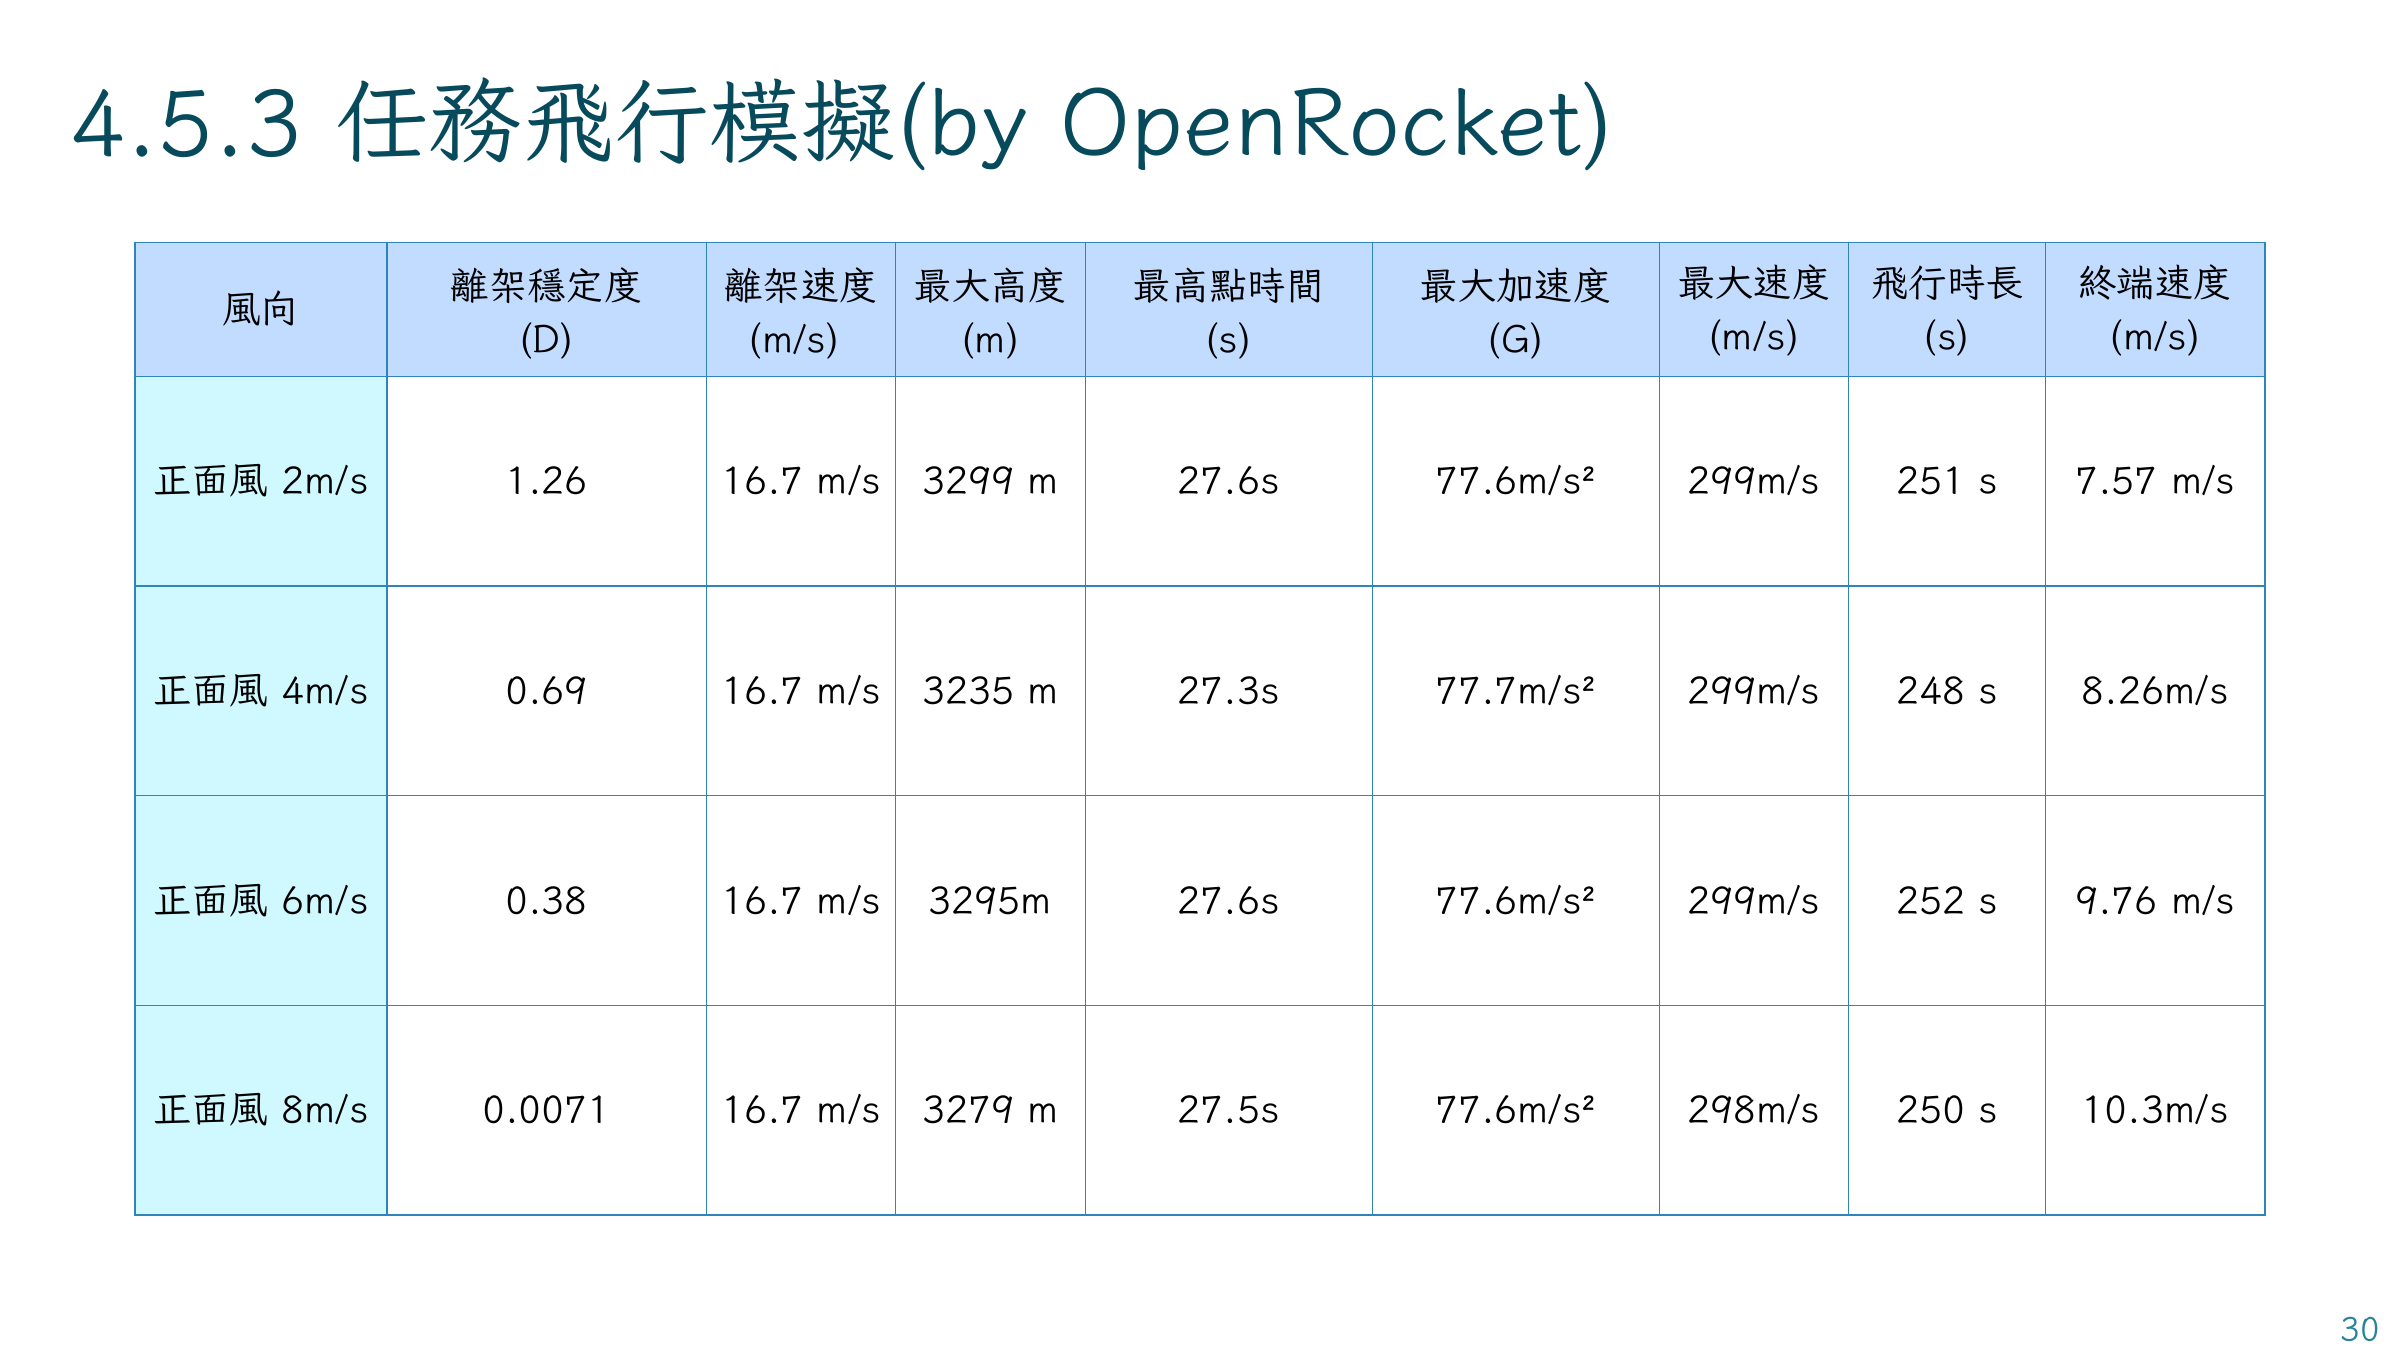 4.5.3 任務飛行模擬(by OpenRocket)
風向 離架穩定度 (D) 離架速度 (m/s) 最大高度 (m) 最高點時間 (s) 最大加速度 (G) 最大速度 (m/s) 飛行時長 (s) 終端速度 (m/s)
正面風 2m/s 1.26 16.7 m/s 3299 m 27.6s 77.6m/s² 299m/s 251 s 7.57 m/s
正面風 4m/s 0.69 16.7 m/s 3235 m 27.3s 77.7m/s² 299m/s 248 s 8.26m/s
正面風 6m/s 0.38 16.7 m/s 3295m 27.6s 77.6m/s² 299m/s 252 s 9.76 m/s
正面風 8m/s 0.0071 16.7 m/s 3279 m 27.5s 77.6m/s² 298m/s 250 s 10.3m/s
30